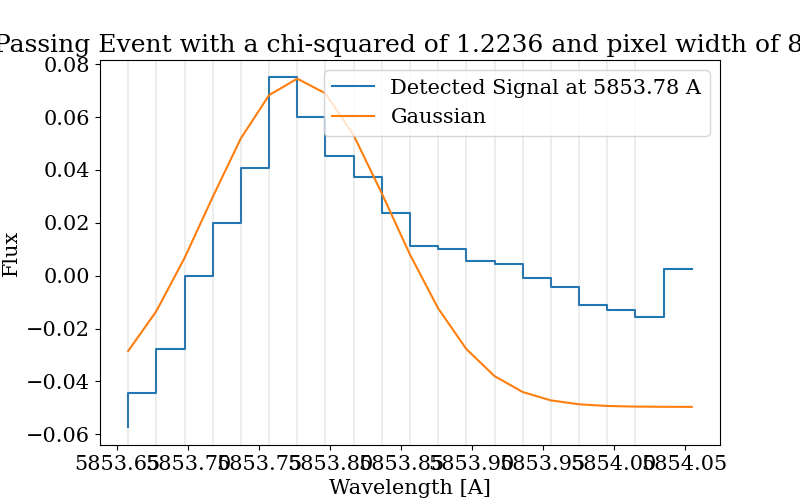 Passing Event with a chi-squared of 1.2236 and pixel width of 8
Detected Signal at 5853.78 A
Gaussian
0.08
0.06
0.04
0.02
0.00
−0.02
−0.04
−0.06
Flux
5853.65 5853.70 5853.75 5853.80 5853.85 5853.90 5853.95 5854.00 5854.05
Wavelength [A]